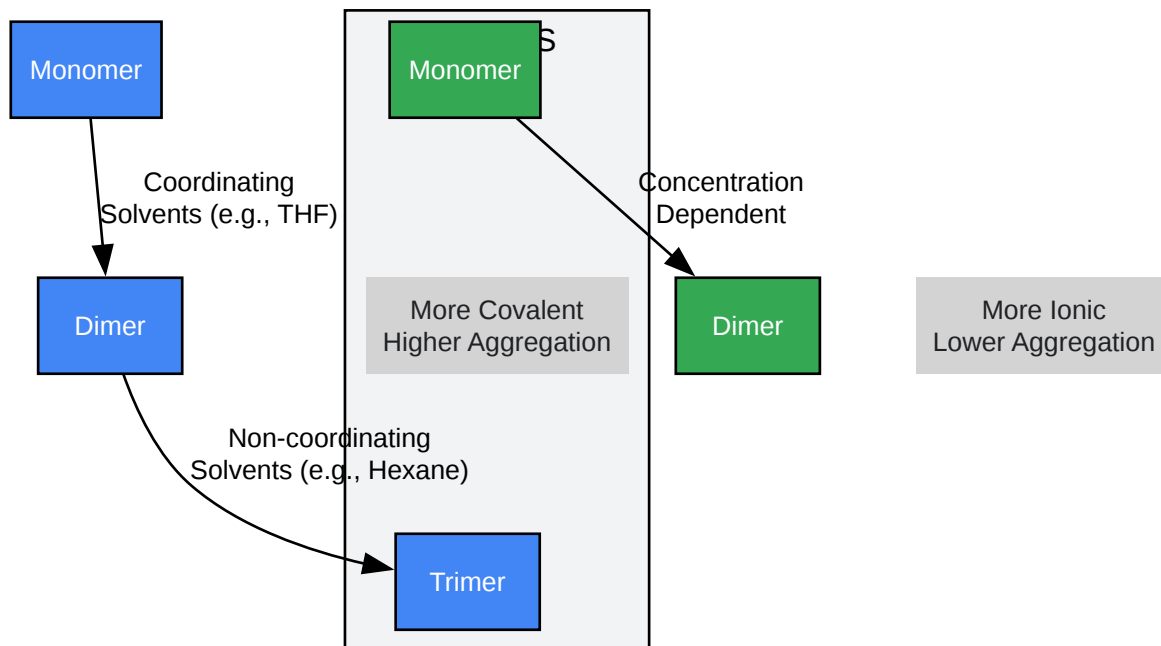 Monomer
Monomer
S
Coordinating
Solvents (e.g., THF)
Concentration
Dependent
Dimer
More Covalent
Higher Aggregation
Dimer
More Ionic
Lower Aggregation
Non-coordinating
Solvents (e.g., Hexane)
Trimer